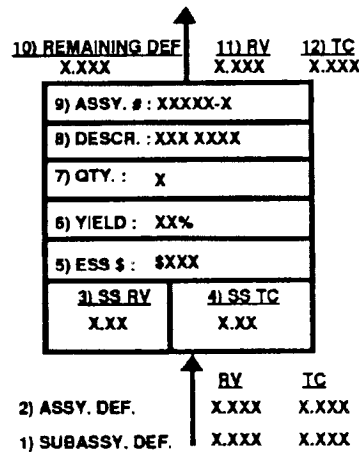 10) REMAINING DEF 11) RV 12) TC
X.XXX X.XXX X.XXX
9) ASSY. # : XXXXX-X
8) DESCR. : XXX XXXX
7) QTY. : X
6) YIELD : XX%
5) ESS $ : $XXX
3) SS RV 4) SS TC
X.XX X.XX
RV TC
2) ASSY. DEF. X.XXX X.XXX
1) SUBASSY. DEF. X.XXX X.XXX